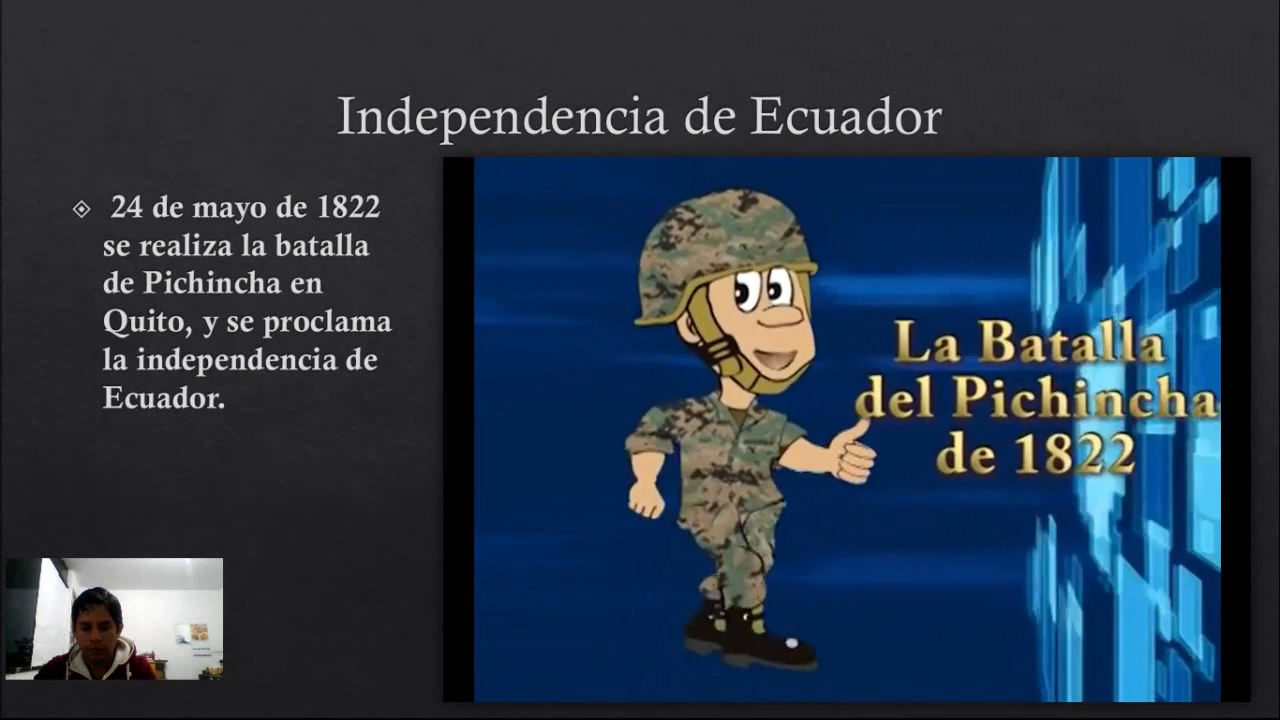 Independencia de Ecuador
24 de mayo de 1822
se realiza la batalla
de Pichincha en
Quito, y se proclama
la independencia de
Ecuador.
La Batalla
del Pichincha
de 1822